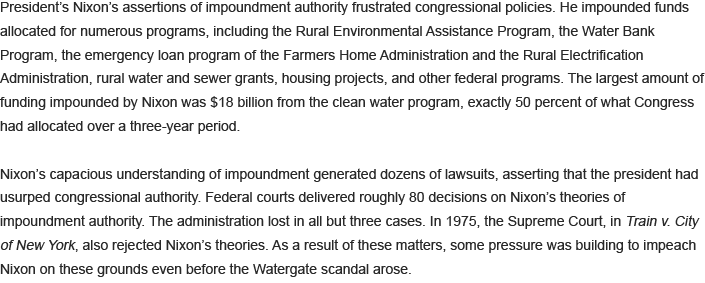 President’s Nixon’s assertions of impoundment authority frustrated congressional policies. He impounded funds
allocated for numerous programs, including the Rural Environmental Assistance Program, the Water Bank
Program, the emergency loan program of the Farmers Home Administration and the Rural Electrification
Administration, rural water and sewer grants, housing projects, and other federal programs. The largest amount of
funding impounded by Nixon was $18 billion from the clean water program, exactly 50 percent of what Congress
had allocated over a three-year period.
Nixon’s capacious understanding of impoundment generated dozens of lawsuits, asserting that the president had
usurped congressional authority. Federal courts delivered roughly 80 decisions on Nixon’s theories of
impoundment authority. The administration lost in all but three cases. In 1975, the Supreme Court, in Train v. City
of New York, also rejected Nixon’s theories. As a result of these matters, some pressure was building to impeach
Nixon on these grounds even before the Watergate scandal arose.